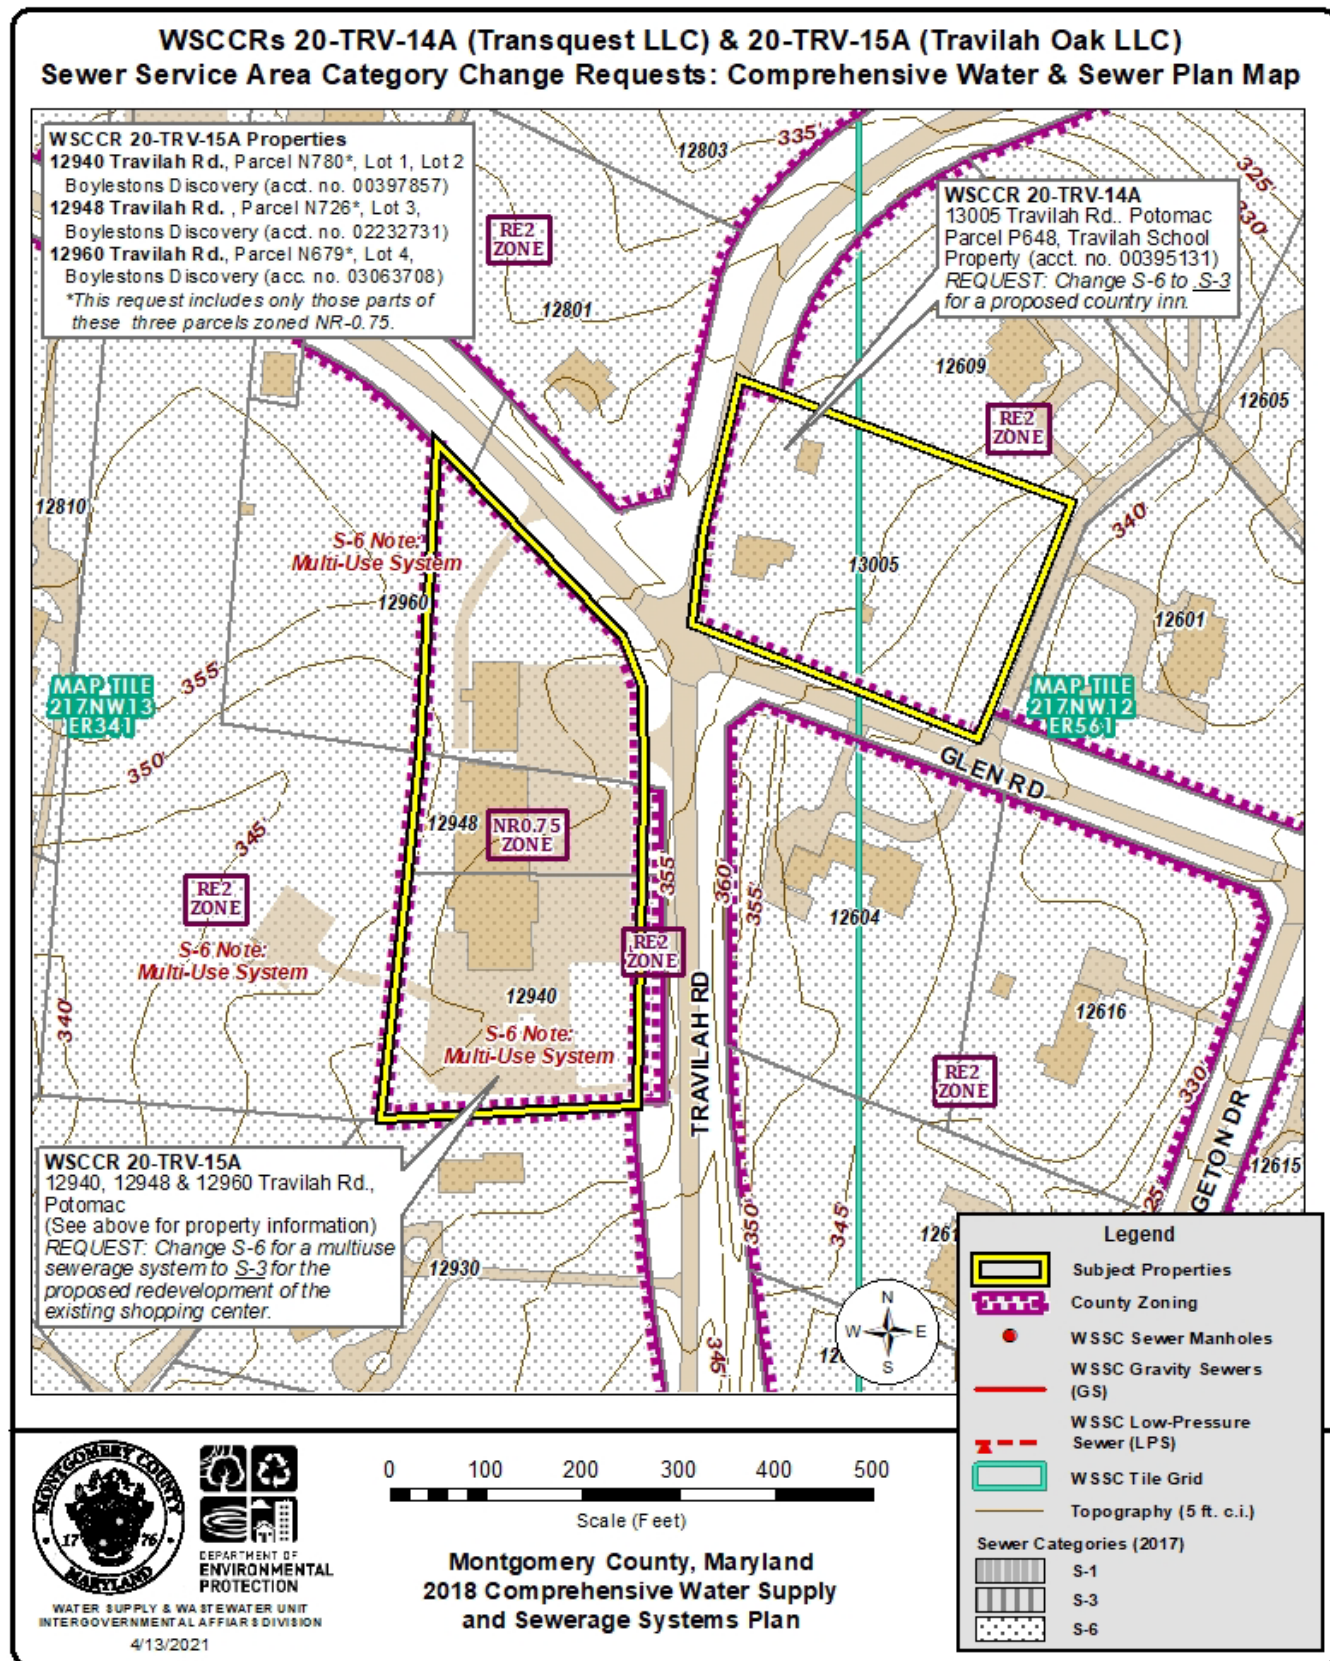 WSCCRs 20-TRV-14A (Transquest LLC) & 20-TRV-15A (Travilah Oak LLC)
Sewer Service Area Category Change Requests: Comprehensive Water & Sewer Plan Map
WSCCR 20-TRV-15A Properties
12940 Travilah Rd., Parcel N780*, Lot 1, Lot 2
Boylestons Discovery (acct. no. 00397857)
12948 Travilah Rd. , Parcel N726*, Lot 3,
Boylestons Discovery (acct. no. 02232731)
12960 Travilah Rd., Parcel N679*, Lot 4,
Boylestons Discovery (acc. no. 03063708)
*This request includes only those parts of
these three parcels zoned NR-0.75.
WSCCR 20-TRV-14A
13005 Travilah Rd.. Potomac
Parcel P648, Travilah School
Property (acct. no. 00395131)
REQUEST: Change S-6 to S-3
for a proposed country inn.
12803
335'
325'
330'
RE2
ZONE
12801
12609
RE2
ZONE
12605
12810
S-6 Note:
Multi-Use System
12960
13005
340'
12601
MAP TILE
217NW13
ER341
355'
350'
MAP TILE
217NW12
ER561
GLEN RD
12948
NR0.75
ZONE
345'
355'
360'
355'
RE2
ZONE
S-6 Note:
Multi-Use System
12604
RE2
ZONE
340'
12940
S-6 Note:
Multi-Use System
TRAVILAH RD
12616
RE2
ZONE
330'
GETON DR
12615
WSCCR 20-TRV-15A
12940, 12948 & 12960 Travilah Rd.,
Potomac
(See above for property information)
REQUEST: Change S-6 for a multiuse
sewerage system to S-3 for the
proposed redevelopment of the
existing shopping center.
12930
350'
345'
345'
N
W E
S
Legend
Subject Properties
County Zoning
WSSC Sewer Manholes
WSSC Gravity Sewers
(GS)
WSSC Low-Pressure
Sewer (LPS)
WSSC Tile Grid
Topography (5 ft. c.i.)
Sewer Categories (2017)
S-1
S-3
S-6
MONTGOMERY COUNTY
17 76
MARYLAND
DEPARTMENT OF
ENVIRONMENTAL
PROTECTION
WATER SUPPLY & WASTEWATER UNIT
INTERGOVERNMENTAL AFFIARS DIVISION
4/13/2021
0 100 200 300 400 500
Scale (Feet)
Montgomery County, Maryland
2018 Comprehensive Water Supply
and Sewerage Systems Plan